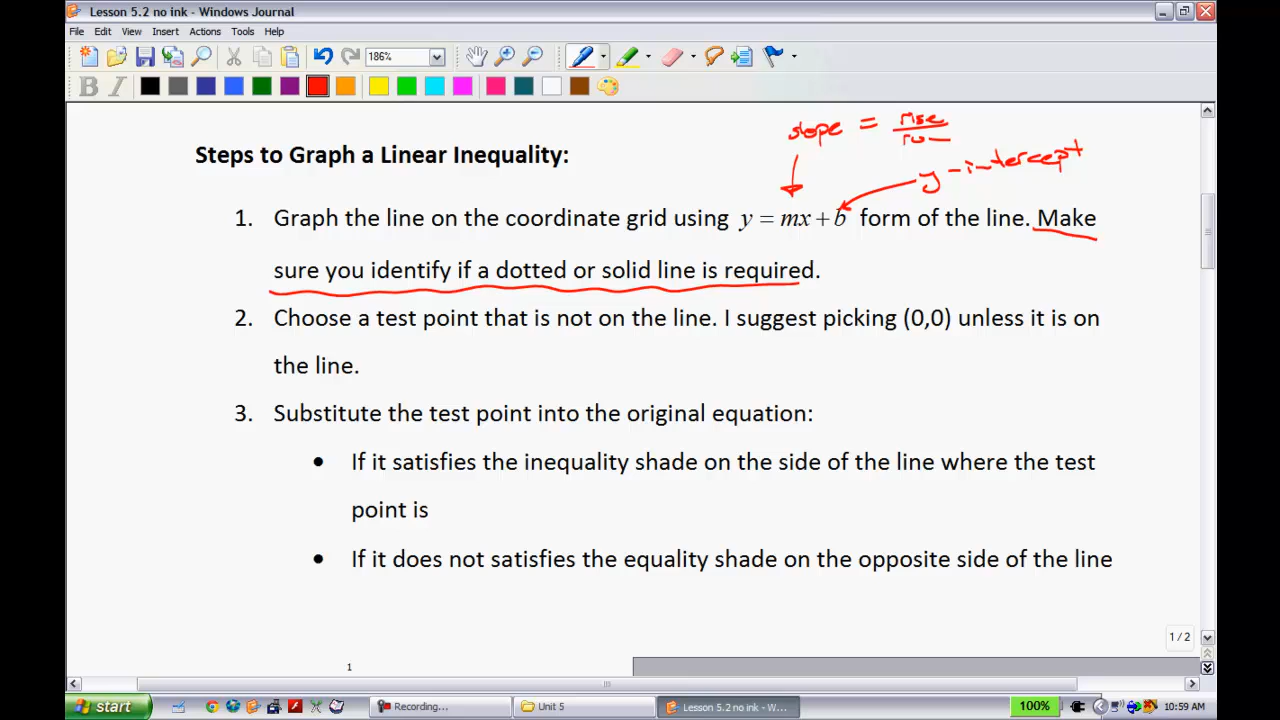 Lesson 5.2 no ink - Windows Journal
File Edit View Insert Actions Tools Help
186%
B I
slope = rise
run
y-intercept
Steps to Graph a Linear Inequality:
1. Graph the line on the coordinate grid using y = mx + b form of the line. Make
sure you identify if a dotted or solid line is required.
2. Choose a test point that is not on the line. I suggest picking (0,0) unless it is on
the line.
3. Substitute the test point into the original equation:
• If it satisfies the inequality shade on the side of the line where the test
point is
• If it does not satisfies the equality shade on the opposite side of the line
1 / 2
1
start Recording... Unit 5 Lesson 5.2 no ink - W... 100% 10:59 AM